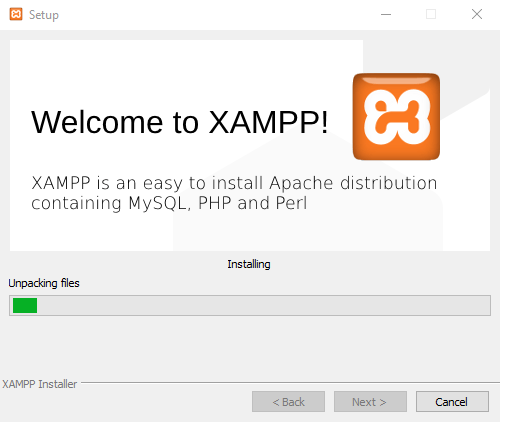 Setup
Welcome to XAMPP!
XAMPP is an easy to install Apache distribution
containing MySQL, PHP and Perl
Installing
Unpacking files
XAMPP Installer
< Back
Next >
Cancel